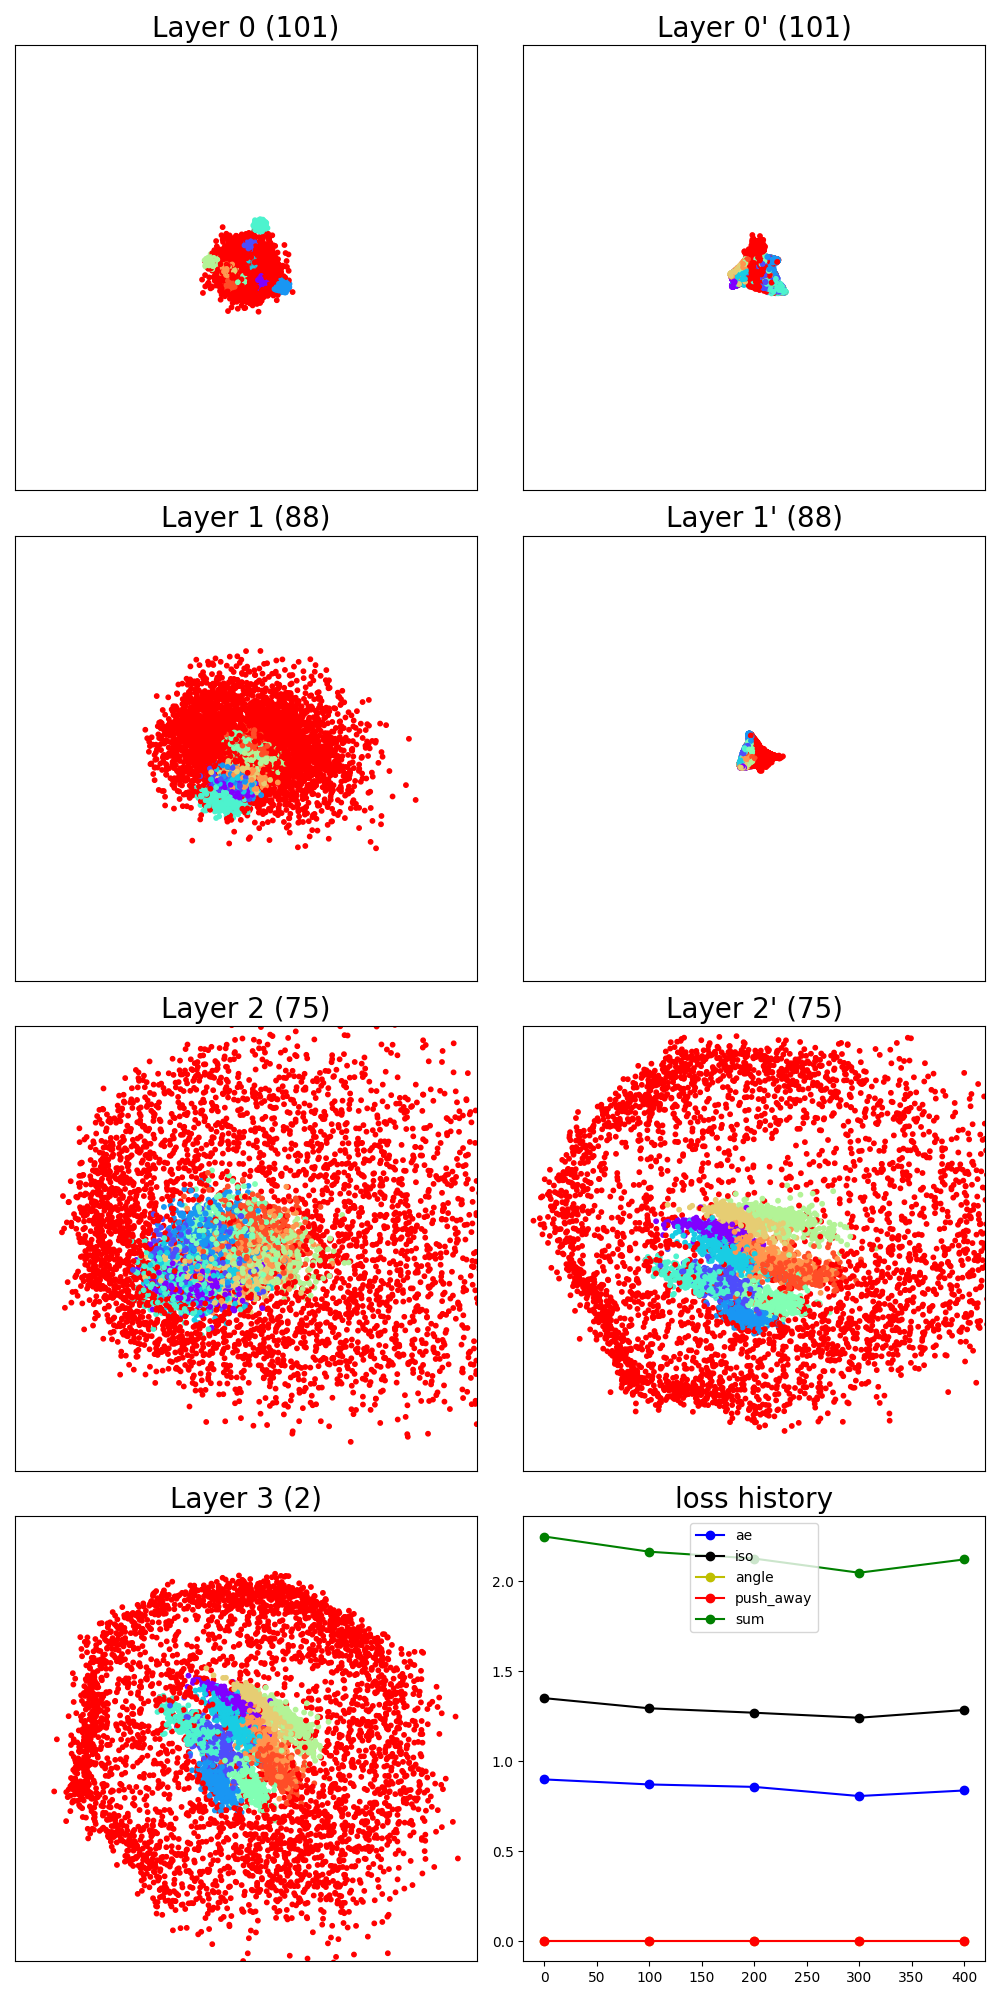 Layer 0 (101)
Layer 0' (101)
Layer 1 (88)
Layer 1' (88)
Layer 2 (75)
Layer 2' (75)
Layer 3 (2)
loss history
ae
iso
angle
push_away
sum
2.0
1.5
1.0
0.5
0.0
0 50 100 150 200 250 300 350 400